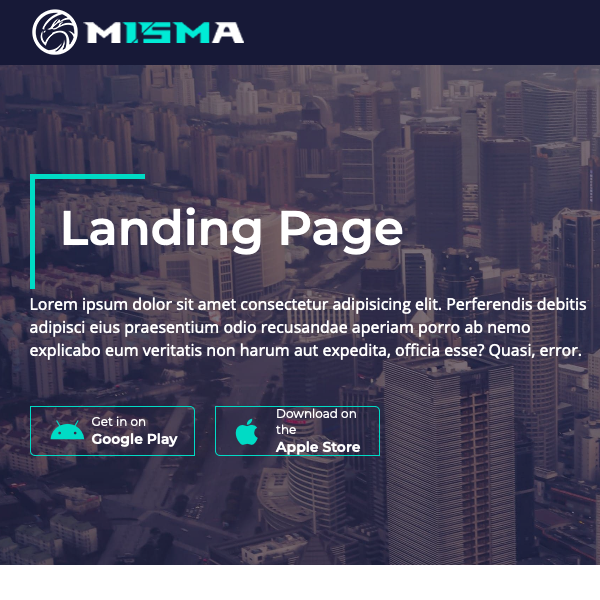 MISMA
Landing Page
Lorem ipsum dolor sit amet consectetur adipisicing elit. Perferendis debitis
adipisci eius praesentium odio recusandae aperiam porro ab nemo
explicabo eum veritatis non harum aut expedita, officia esse? Quasi, error.
Get in on
Google Play
Download on
the
Apple Store